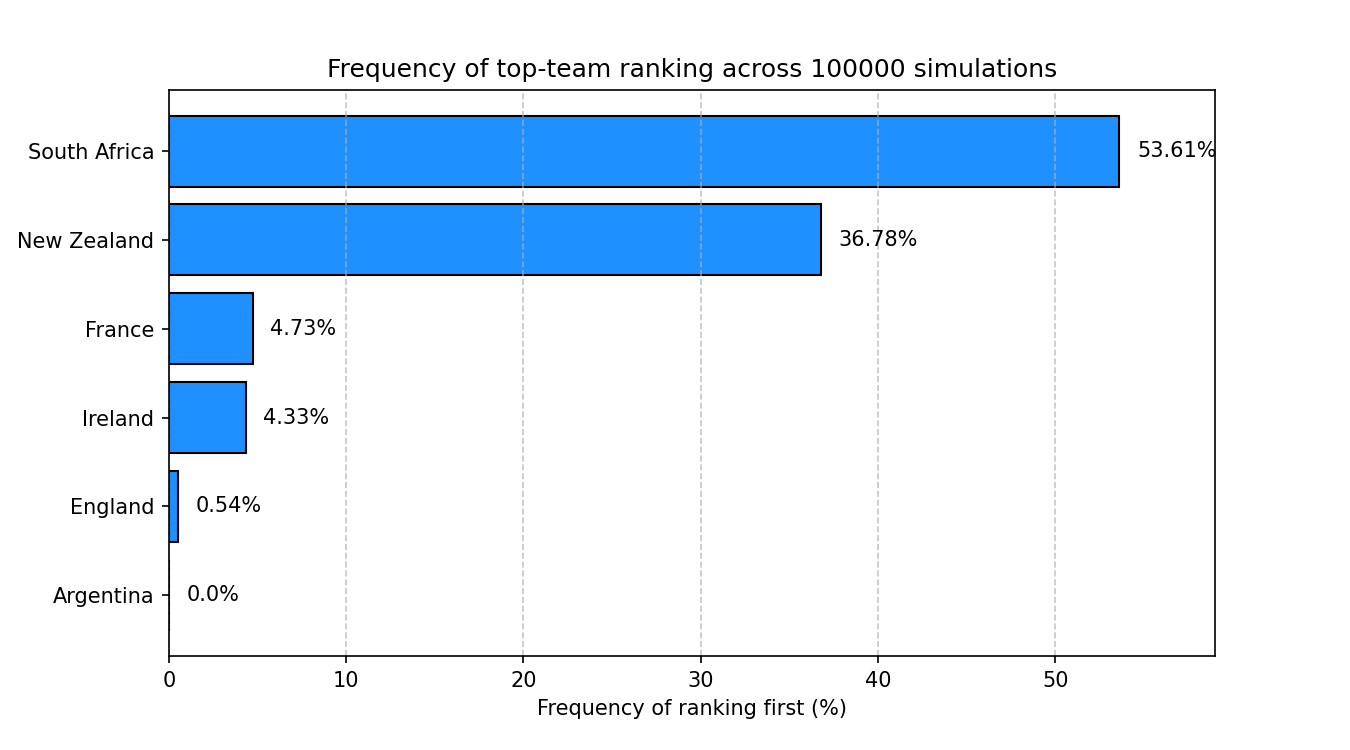 Frequency of top-team ranking across 100000 simulations
South Africa 53.61%
New Zealand 36.78%
France 4.73%
Ireland 4.33%
England 0.54%
Argentina 0.0%
0 10 20 30 40 50
Frequency of ranking first (%)